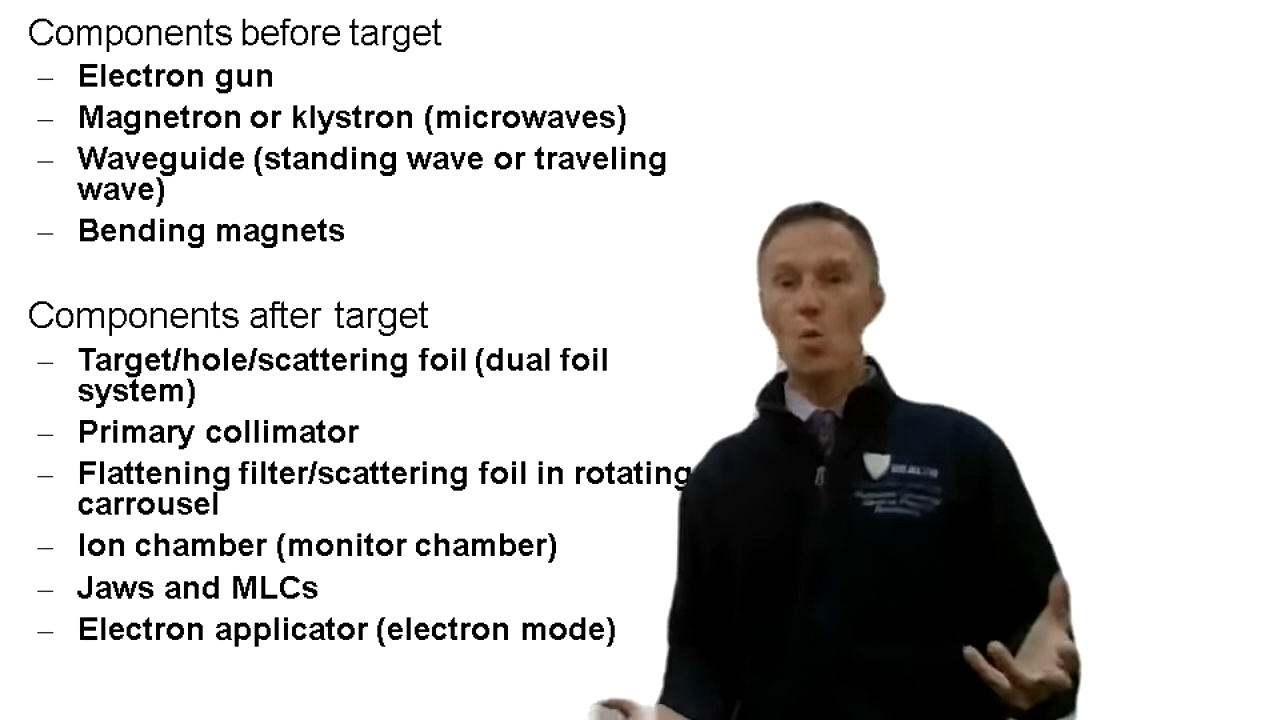 Components before target
– Electron gun
– Magnetron or klystron (microwaves)
– Waveguide (standing wave or traveling
wave)
– Bending magnets
Components after target
– Target/hole/scattering foil (dual foil
system)
– Primary collimator
– Flattening filter/scattering foil in rotating
carrousel
– Ion chamber (monitor chamber)
– Jaws and MLCs
– Electron applicator (electron mode)